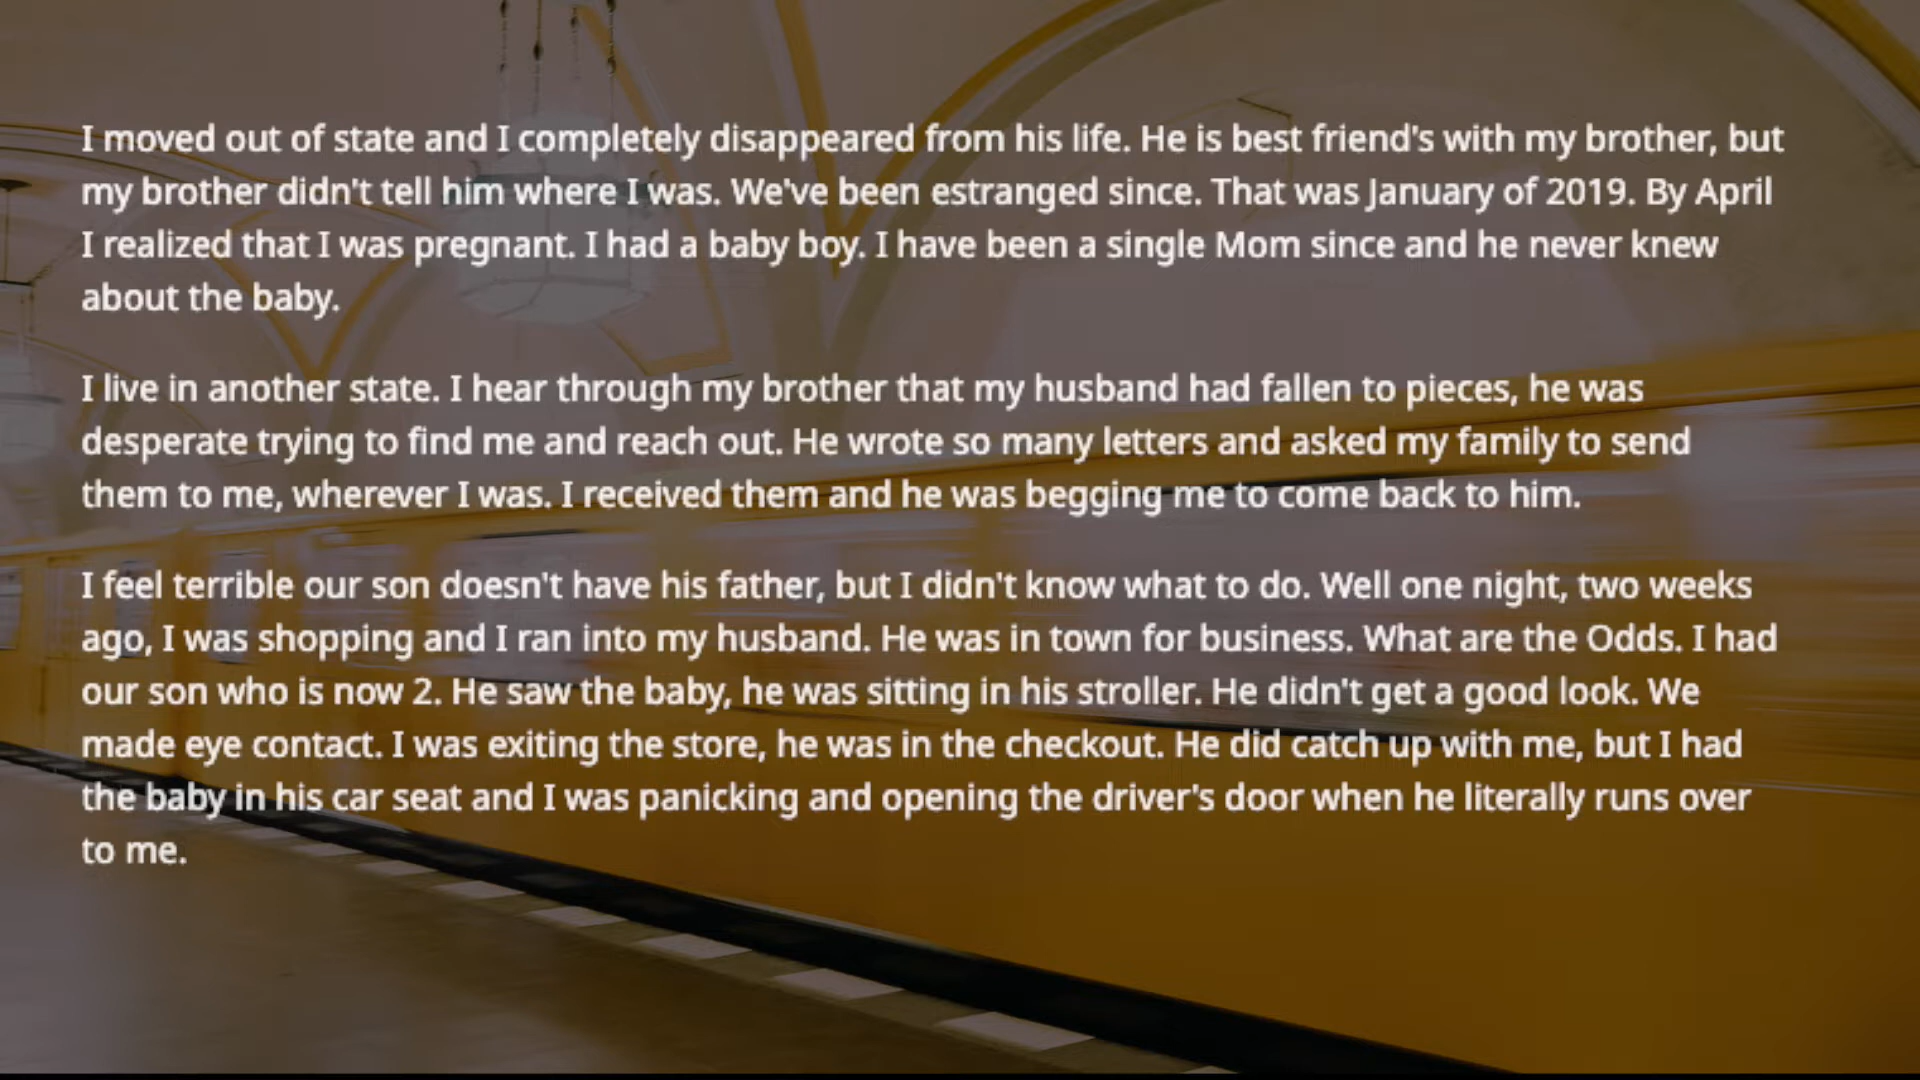 I moved out of state and I completely disappeared from his life. He is best friend's with my brother, but
my brother didn't tell him where I was. We've been estranged since. That was January of 2019. By April
I realized that I was pregnant. I had a baby boy. I have been a single Mom since and he never knew
about the baby.
I live in another state. I hear through my brother that my husband had fallen to pieces, he was
desperate trying to find me and reach out. He wrote so many letters and asked my family to send
them to me, wherever I was. I received them and he was begging me to come back to him.
I feel terrible our son doesn't have his father, but I didn't know what to do. Well one night, two weeks
ago, I was shopping and I ran into my husband. He was in town for business. What are the Odds. I had
our son who is now 2. He saw the baby, he was sitting in his stroller. He didn't get a good look. We
made eye contact. I was exiting the store, he was in the checkout. He did catch up with me, but I had
the baby in his car seat and I was panicking and opening the driver's door when he literally runs over
to me.